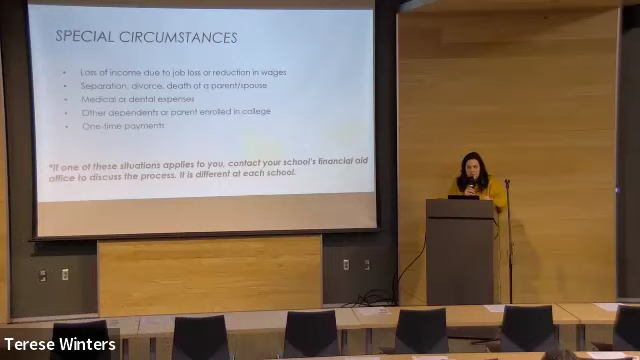 SPECIAL CIRCUMSTANCES
• Loss of income due to job loss or reduction in wages
• Separation, divorce, death of a parent/spouse
• Medical or dental expenses
• Other dependents or parent enrolled in college
• One-time payments
*If one of these situations applies to you, contact your school's financial aid
office to discuss the process. It is different at each school.
Terese Winters